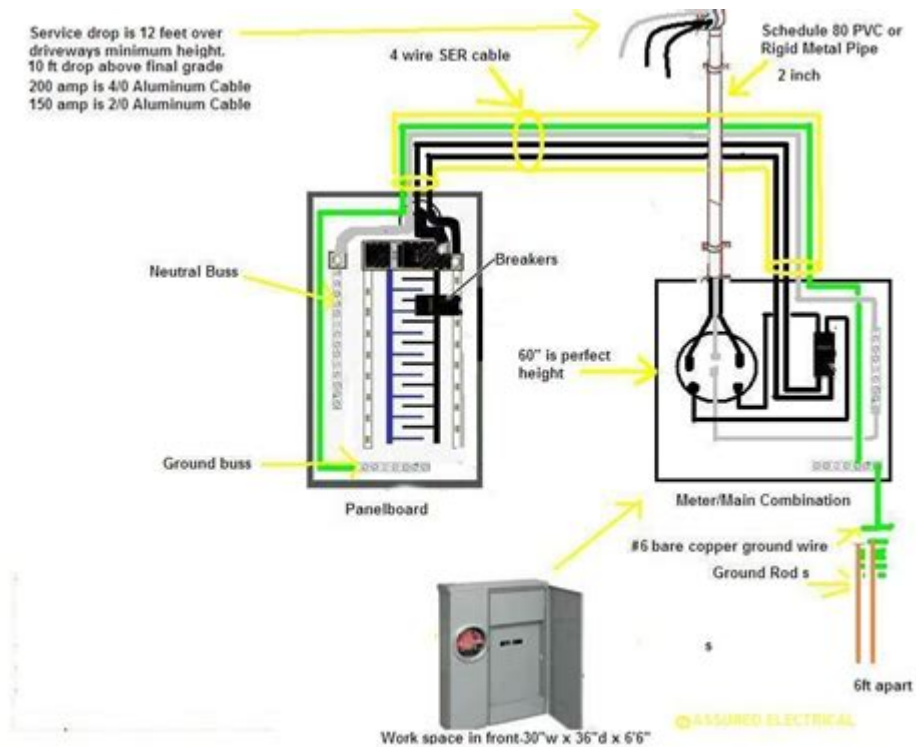 Service drop is 12 feet over
driveways minimum height.
10 ft drop above final grade
200 amp is 4/0 Aluminum Cable
150 amp is 2/0 Aluminum Cable
4 wire SER cable
Schedule 80 PVC or
Rigid Metal Pipe
2 inch
Neutral Buss
Breakers
60" is perfect
height
Ground buss
Panelboard
Meter/Main Combination
#6 bare copper ground wire
Ground Rod s
s
6ft apart
ASSURED ELECTRICAL
Work space in front-30"w x 36"d x 6'6"